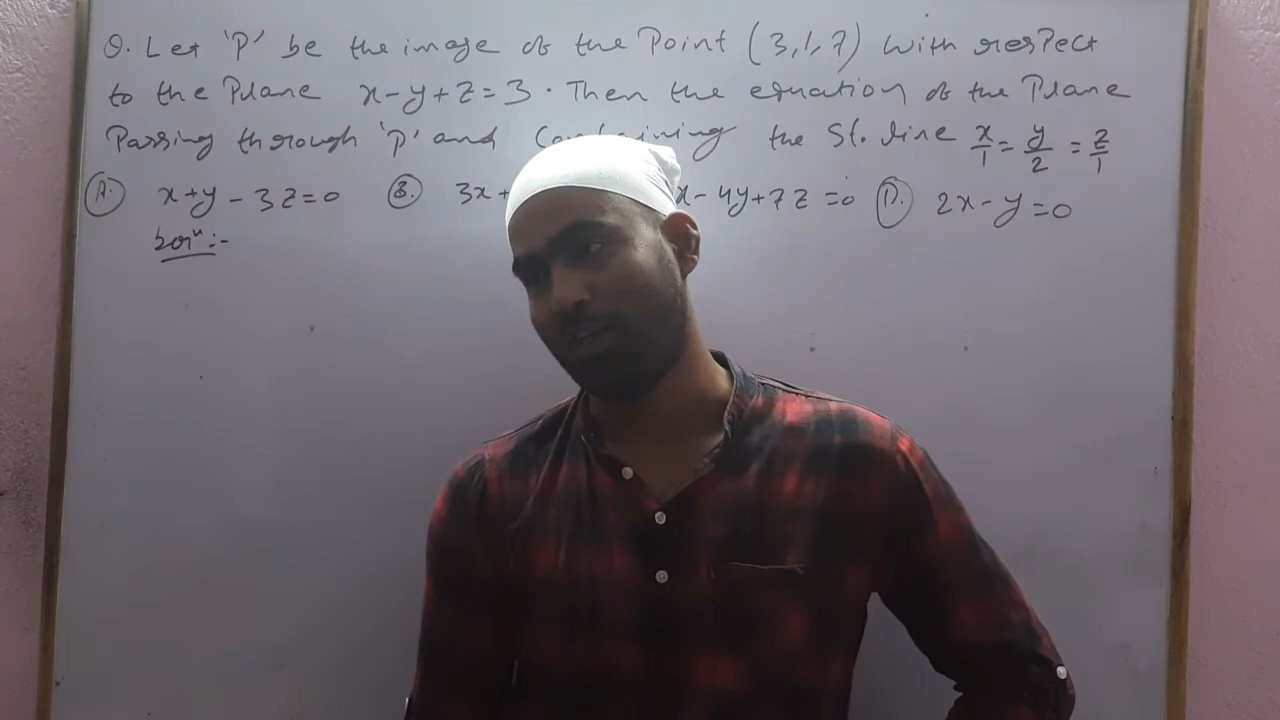 Q. Let 'P' be the image of the Point (3,1,7) with respect
to the Plane x-y+z=3. Then the equation of the Plane
Passing through 'P' and the St. line x/1=y/2=z/1
A. x+y-3z=0 B. 3x+ x-4y+7z=0 D. 2x-y=0
Solⁿ:-